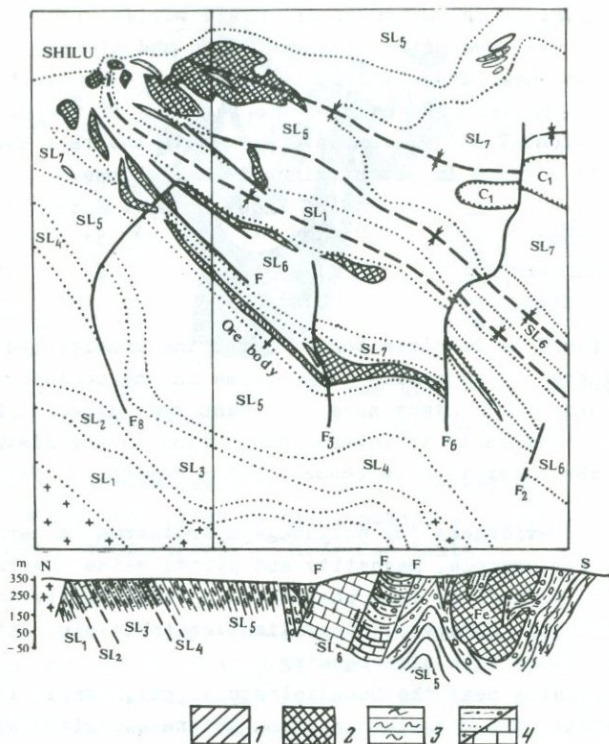 SL5
SHILU
SL5
SL7
SL7
C1
C1
SL1
SL5
SL7
SL4
SL6
F
SL6
Ore body
SL7
SL5
SL2
F8
F3
F6
SL3
SL4
SL6
SL1
F2
m N F F F S
350
250
150
50
-50
Fe
SL1 SL2 SL3 SL4 SL5 SL6 SL5
1 2 3 4